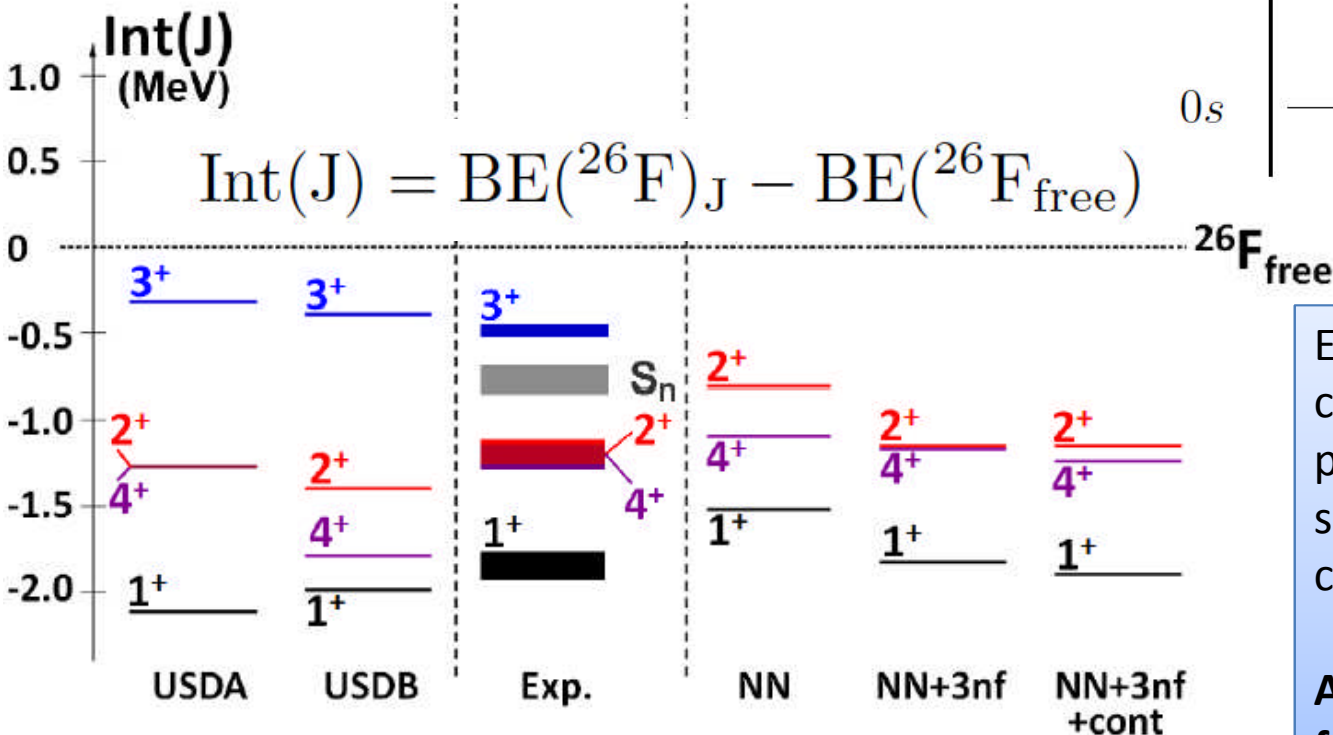 Int(J)
(MeV)
1.0
0.5
0
-0.5
-1.0
-1.5
-2.0
Int(J) = BE(²⁶F)J − BE(²⁶Ffree)
0s
²⁶Ffree
3⁺
2⁺
4⁺
1⁺
USDA
3⁺
2⁺
4⁺
1⁺
USDB
3⁺
Sn
2⁺
4⁺
1⁺
Exp.
2⁺
4⁺
1⁺
NN
2⁺
4⁺
1⁺
NN+3nf
2⁺
4⁺
1⁺
NN+3nf
+cont